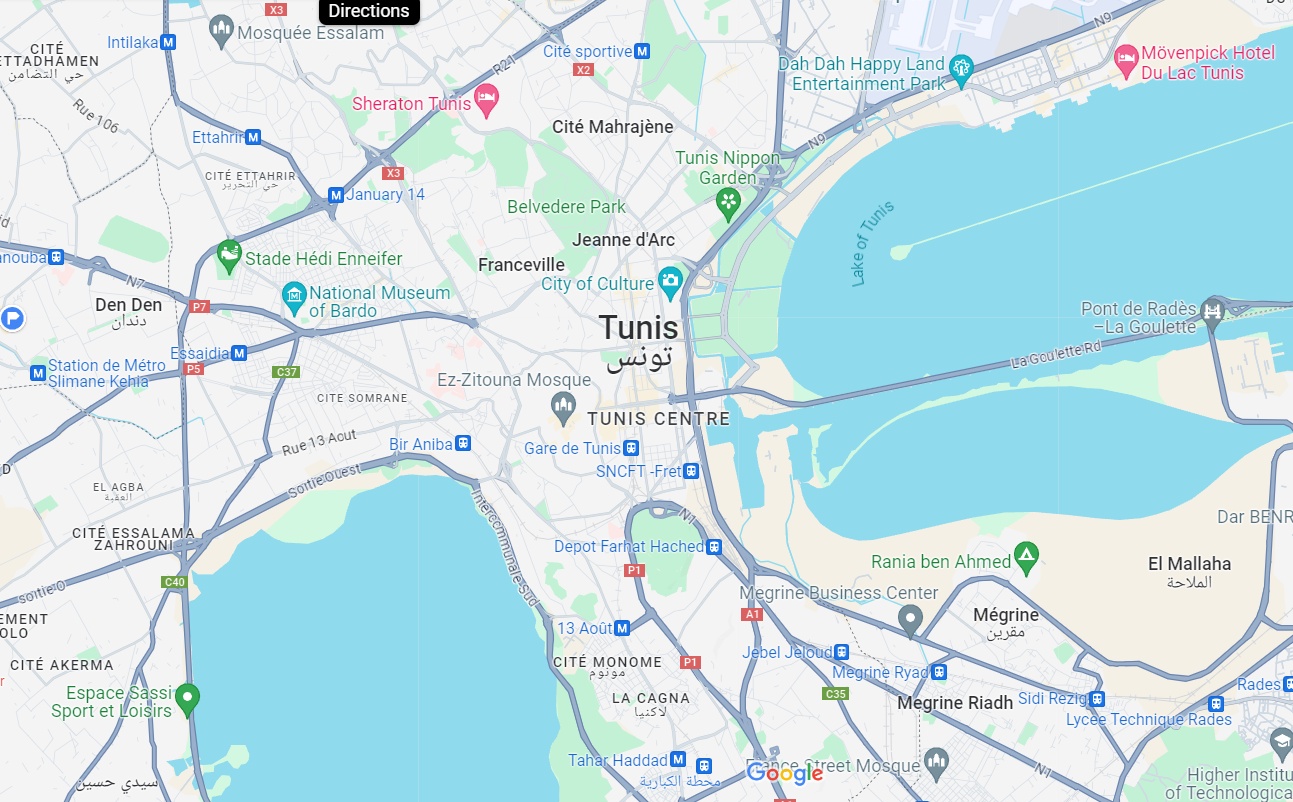 Directions
X3
Intilaka
M
Mosquée Essalam
CITÉ
ETTADHAMEN
حي التضامن
R21
Cité sportive
M
X2
N9
Dah Dah Happy Land
Entertainment Park
Mövenpick Hotel
Du Lac Tunis
Rue 106
Sheraton Tunis
Cité Mahrajène
Ettahrir
M
N9
Tunis Nippon
Garden
CITÉ ETTAHRIR
حي التحرير
X3
M
January 14
Belvedere Park
Lake of Tunis
Jeanne d'Arc
Stade Hédi Enneifer
Franceville
City of Culture
N7
National Museum
of Bardo
Den Den
دندان
P7
Tunis
تونس
Pont de Radès
–La Goulette
Essaidia
M
La Goulette Rd
M
Station de Métro
Slimane Kehia
P5
C37
Ez-Zitouna Mosque
CITE SOMRANE
TUNIS CENTRE
Rue 13 Aout
Bir Aniba
Gare de Tunis
SNCFT -Fret
Sortie Ouest
EL AGBA
العقبة
Intercommunale Sud
N1
CITÉ ESSALAMA
ZAHROUNI
Depot Farhat Hached
Rania ben Ahmed
El Mallaha
الملاحة
P1
C40
sortie O
Megrine Business Center
A1
Mégrine
مقرين
13 Août
M
Jebel Jeloud
CITÉ MONOME
مونوم
P1
CITÉ AKERMA
Megrine Ryad
Rades
Espace Sassi
Sport et Loisirs
LA CAGNA
لاكنيا
C35
Megrine Riadh
Sidi Rezig
Lycée Technique Rades
Tahar Haddad
M
محطة الكبارية
France Street Mosque
Google
N1
سيدي حسين
Higher Institu
of Technologica